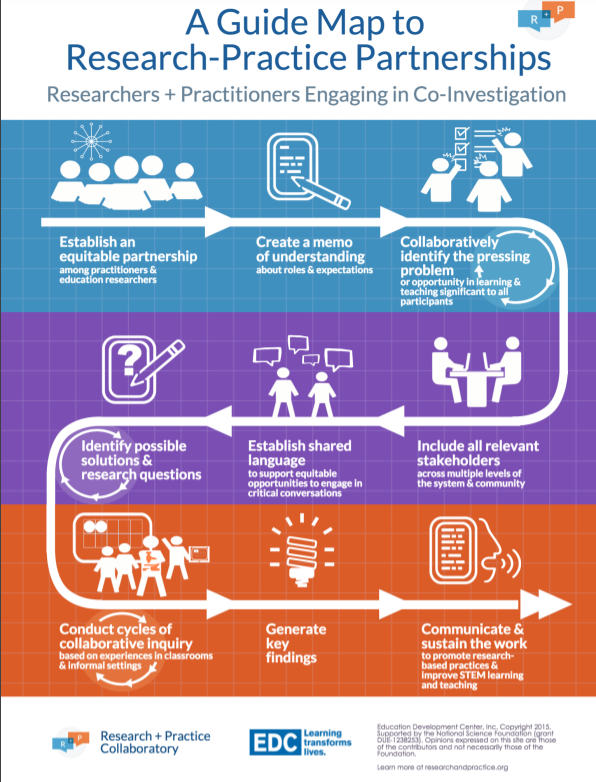 A Guide Map to
R + P
Research-Practice Partnerships
Researchers + Practitioners Engaging in Co-Investigation
Establish an
equitable partnership
among practitioners &
education researchers
Create a memo
of understanding
about roles & expectations
Collaboratively
identify the pressing
problem
or opportunity in learning &
teaching significant to all
participants
?
Identify possible
solutions &
research questions
Establish shared
language
to support equitable
opportunities to engage in
critical conversations
Include all relevant
stakeholders
across multiple levels of
the system & community
Conduct cycles of
collaborative inquiry
based on experiences in classrooms
& informal settings
Generate
key
findings
Communicate &
sustain the work
to promote research-
based practices &
improve STEM learning
and teaching
R + P
Research + Practice
Collaboratory
EDC
Learning
transforms
lives.
Education Development Center, Inc. Copyright 2015.
Supported by the National Science Foundation (grant
DUE-1238253). Opinions expressed on this site are those
of the contributors and not necessarily those of the
Foundation.
Learn more at researchandpractice.org